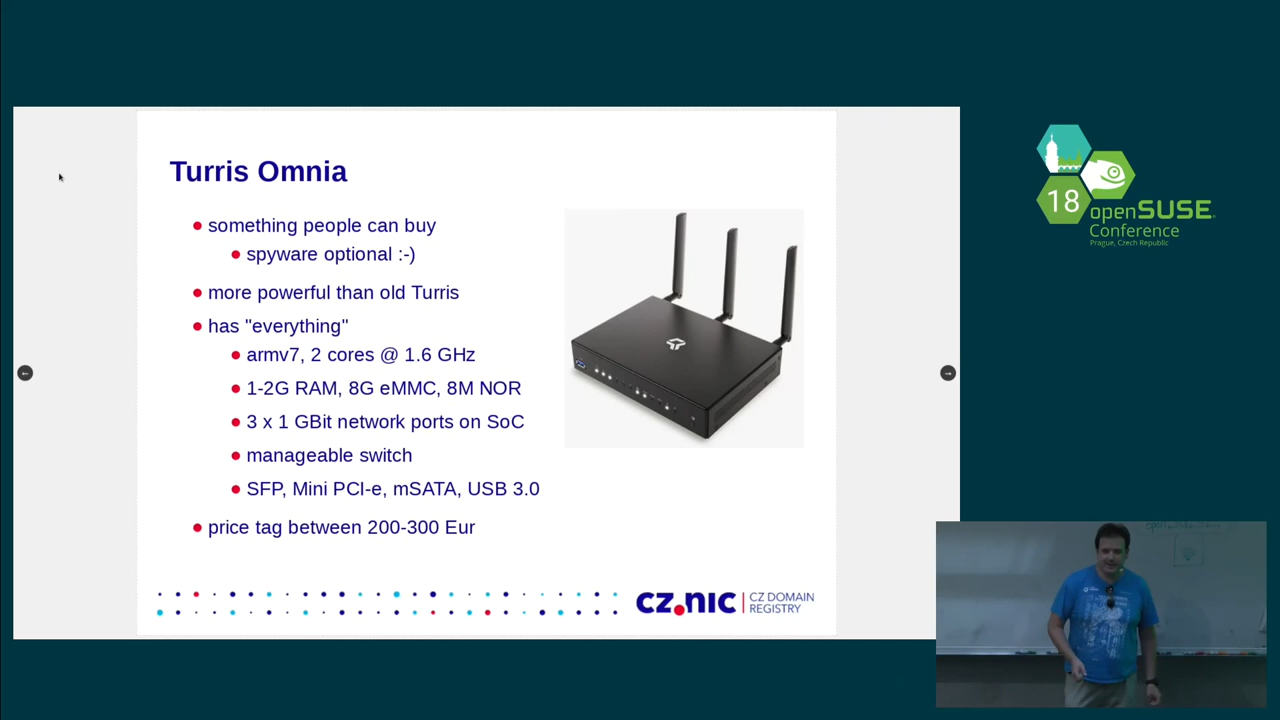 Turris Omnia
something people can buy
spyware optional :-)
more powerful than old Turris
has "everything"
armv7, 2 cores @ 1.6 GHz
1-2G RAM, 8G eMMC, 8M NOR
3 x 1 GBit network ports on SoC
manageable switch
SFP, Mini PCI-e, mSATA, USB 3.0
price tag between 200-300 Eur
CZ.NIC
CZ DOMAIN
REGISTRY
18
openSUSE
Conference
Prague, Czech Republic